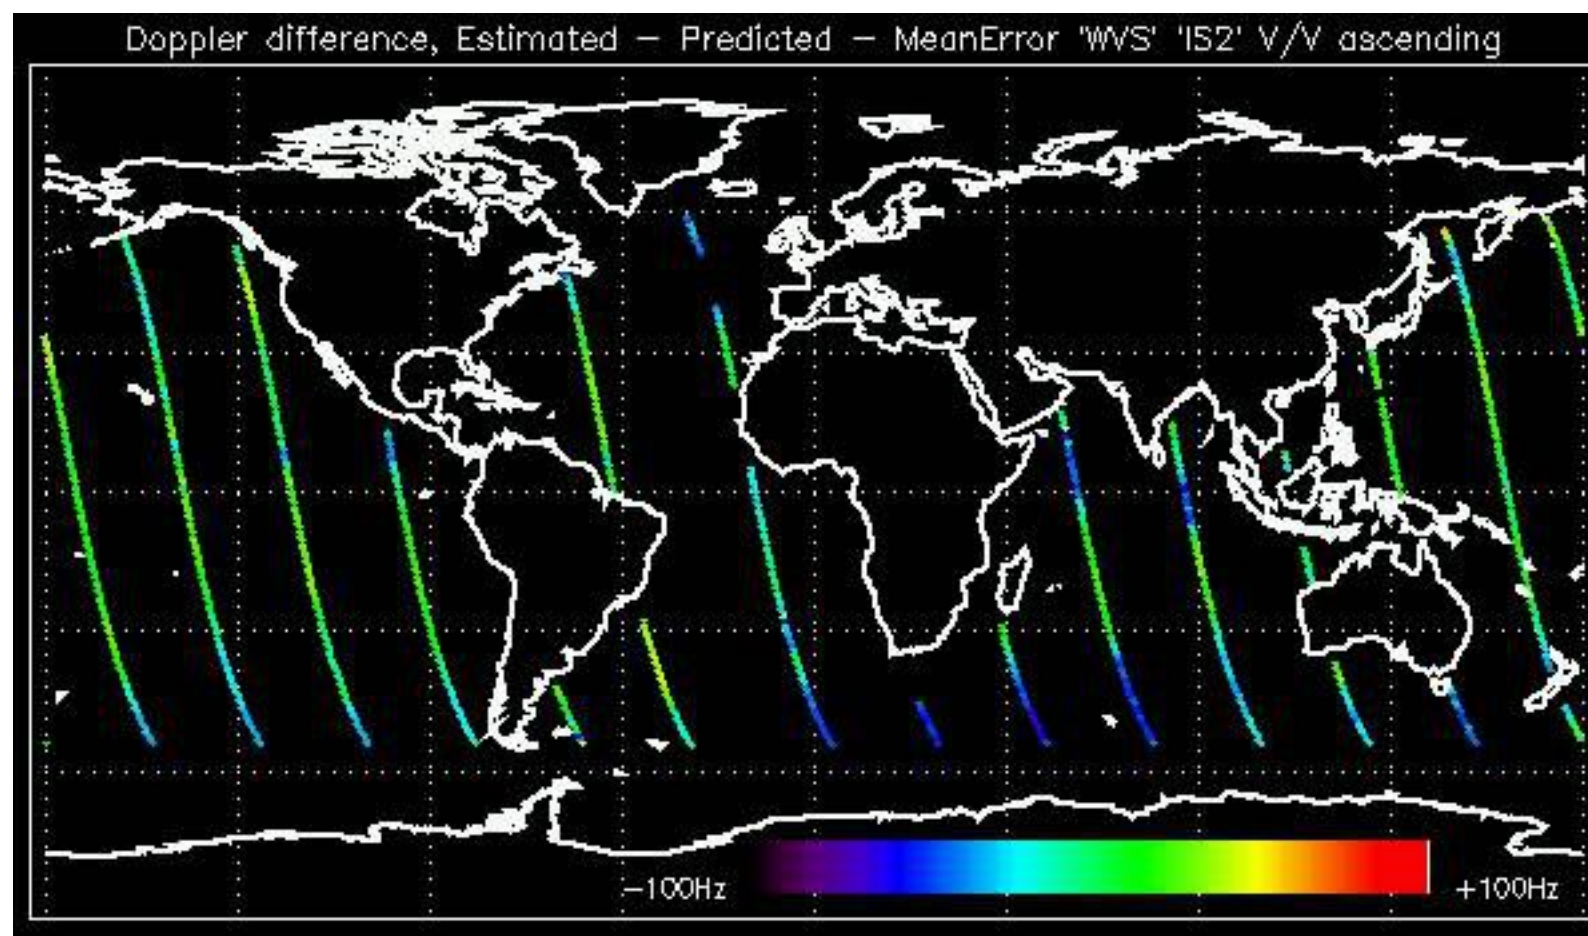 Doppler difference, Estimated − Predicted − MeanError 'WVS' 'IS2' V/V ascending
−100Hz +100Hz